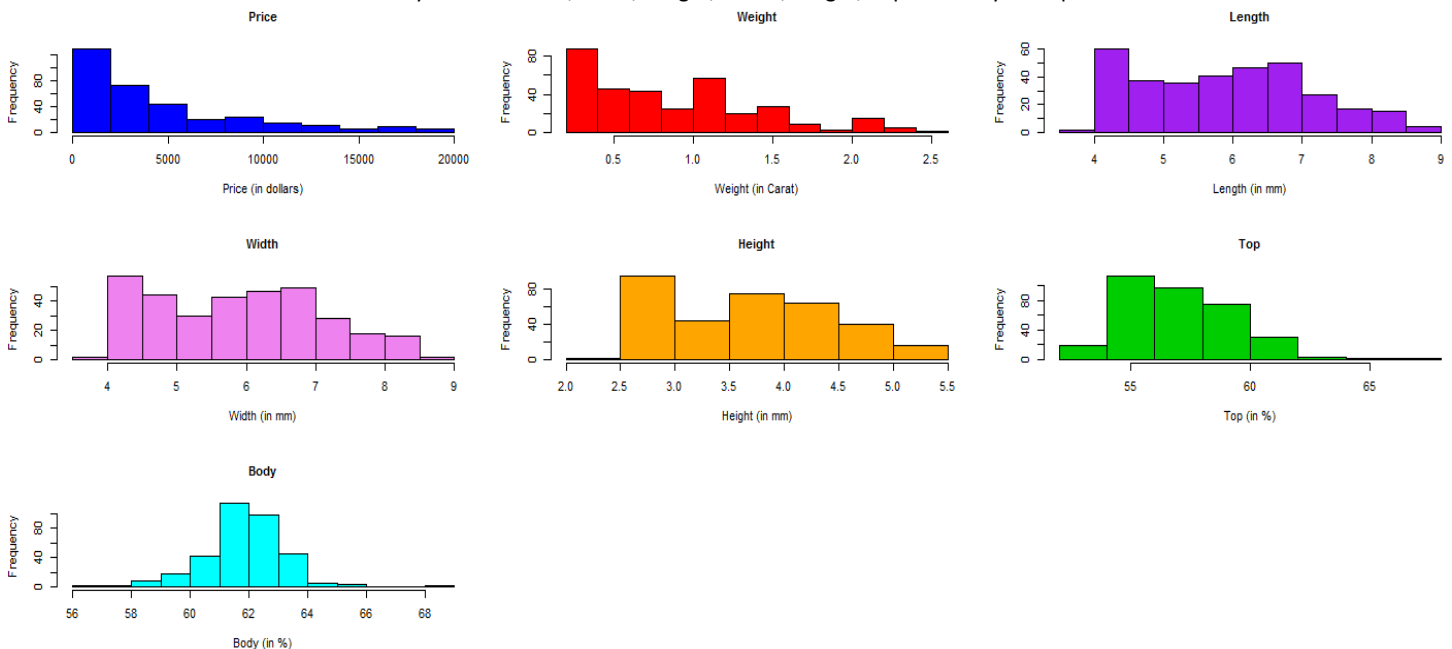 Price
Frequency
0 40 80
0 5000 10000 15000 20000
Price (in dollars)
Weight
Frequency
0 40 80
0.5 1.0 1.5 2.0 2.5
Weight (in Carat)
Length
Frequency
0 20 40 60
4 5 6 7 8 9
Length (in mm)
Width
Frequency
0 20 40
4 5 6 7 8 9
Width (in mm)
Height
Frequency
0 40 80
2.0 2.5 3.0 3.5 4.0 4.5 5.0 5.5
Height (in mm)
Top
Frequency
0 40 80
55 60 65
Top (in %)
Body
Frequency
0 40 80
56 58 60 62 64 66 68
Body (in %)